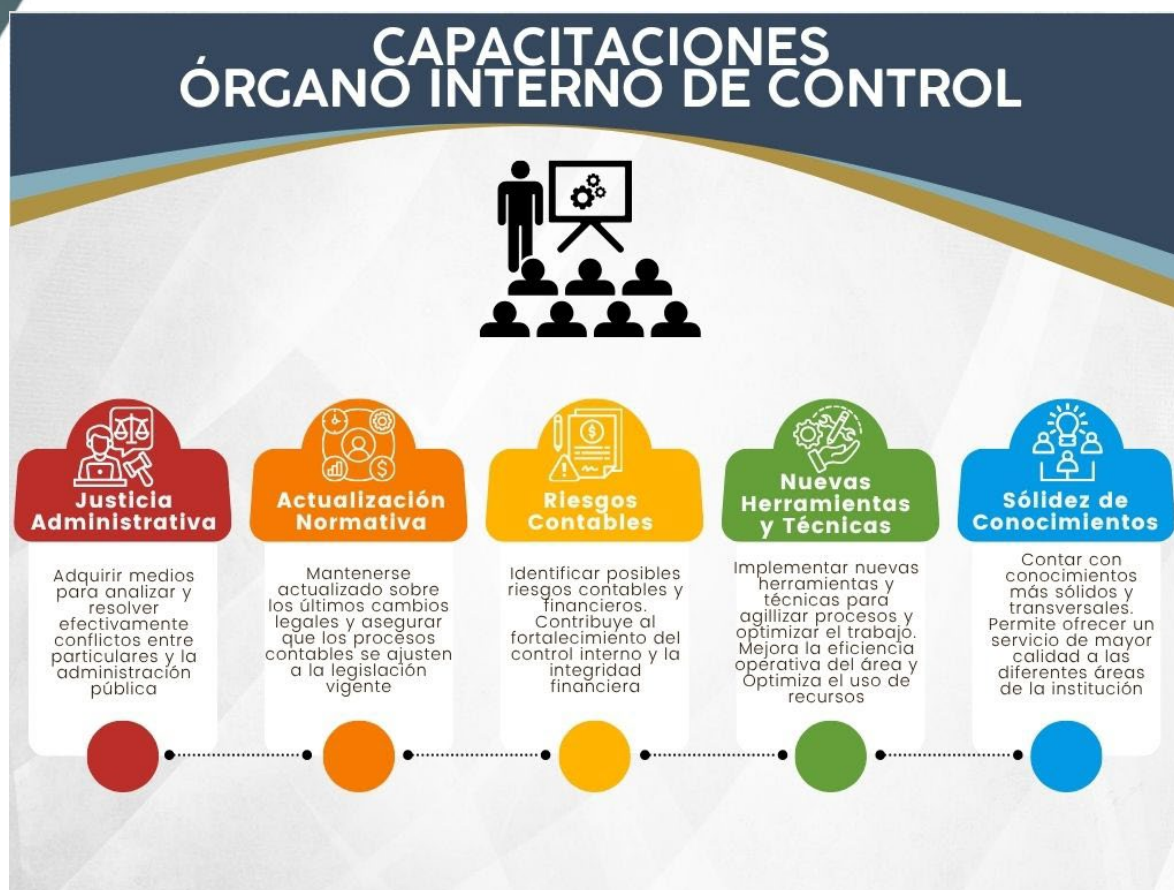 CAPACITACIONES
ÓRGANO INTERNO DE CONTROL
Justicia
Administrativa
Adquirir medios
para analizar y
resolver
efectivamente
conflictos entre
particulares y la
administración
pública
Actualización
Normativa
Mantenerse
actualizado sobre
los últimos cambios
legales y asegurar
que los procesos
contables se ajusten
a la legislación
vigente
Riesgos
Contables
Identificar posibles
riesgos contables y
financieros.
Contribuye al
fortalecimiento del
control interno y la
integridad
financiera
Nuevas
Herramientas
y Técnicas
Implementar nuevas
herramientas y
técnicas para
agillizar procesos y
optimizar el trabajo.
Mejora la eficiencia
operativa del área y
Optimiza el uso de
recursos
Sólidez de
Conocimientos
Contar con
conocimientos
más sólidos y
transversales.
Permite ofrecer un
servicio de mayor
calidad a las
diferentes áreas
de la institución